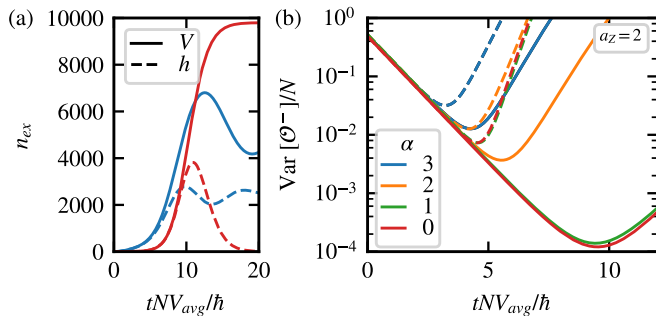 (a)
10000
8000
6000
4000
2000
0
n_ex
V
h
0
10
20
tNV_avg/ħ
(b)
10^0
10^−1
10^−2
10^−3
10^−4
Var [𝒪^−]/N
a_Z = 2
α
3
2
1
0
0
5
10
tNV_avg/ħ